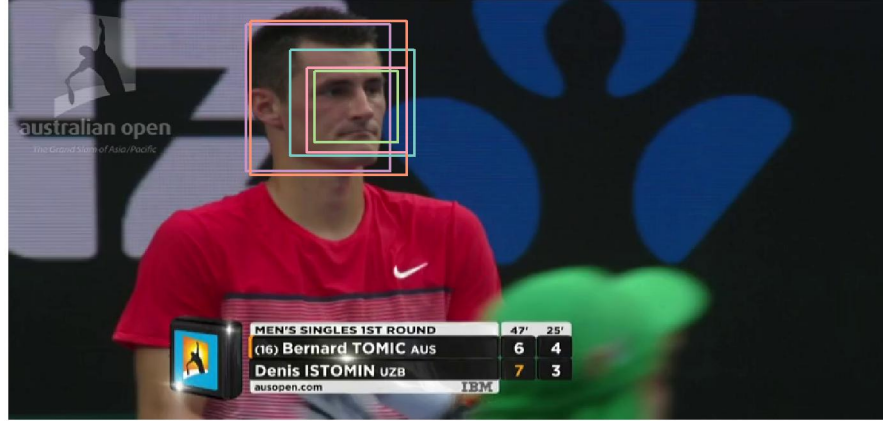 australian open
The Grand Slam of Asia/Pacific
MEN'S SINGLES 1ST ROUND 47' 25'
(16) Bernard TOMIC AUS 6 4
Denis ISTOMIN UZB 7 3
ausopen.com IBM